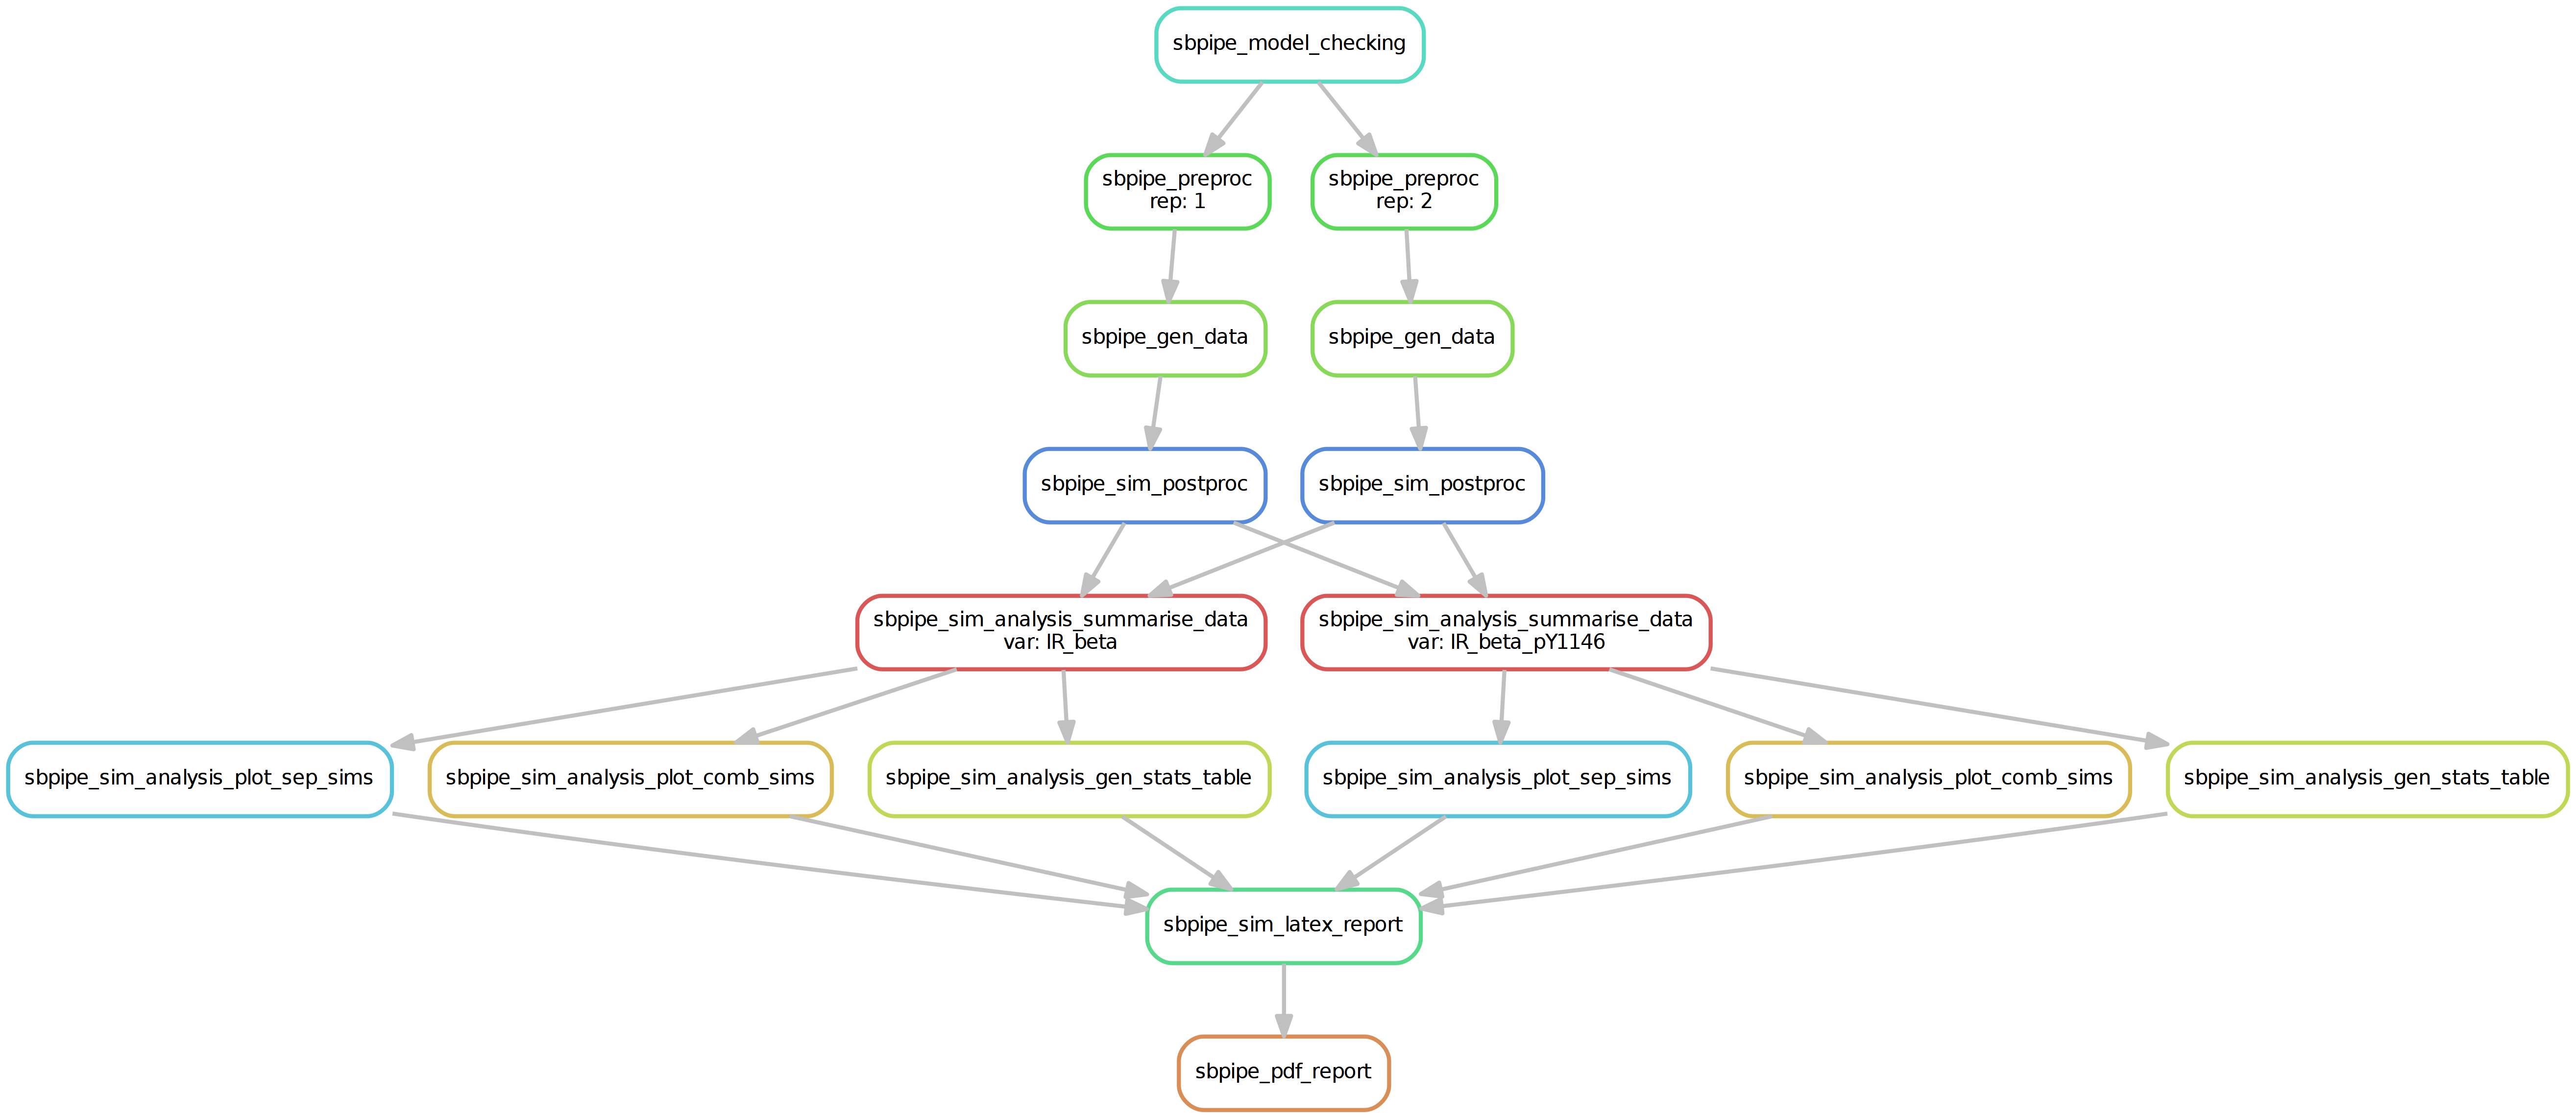 sbpipe_model_checking
sbpipe_preproc
rep: 1
sbpipe_preproc
rep: 2
sbpipe_gen_data
sbpipe_gen_data
sbpipe_sim_postproc
sbpipe_sim_postproc
sbpipe_sim_analysis_summarise_data
var: IR_beta
sbpipe_sim_analysis_summarise_data
var: IR_beta_pY1146
sbpipe_sim_analysis_plot_sep_sims
sbpipe_sim_analysis_plot_comb_sims
sbpipe_sim_analysis_gen_stats_table
sbpipe_sim_analysis_plot_sep_sims
sbpipe_sim_analysis_plot_comb_sims
sbpipe_sim_analysis_gen_stats_table
sbpipe_sim_latex_report
sbpipe_pdf_report